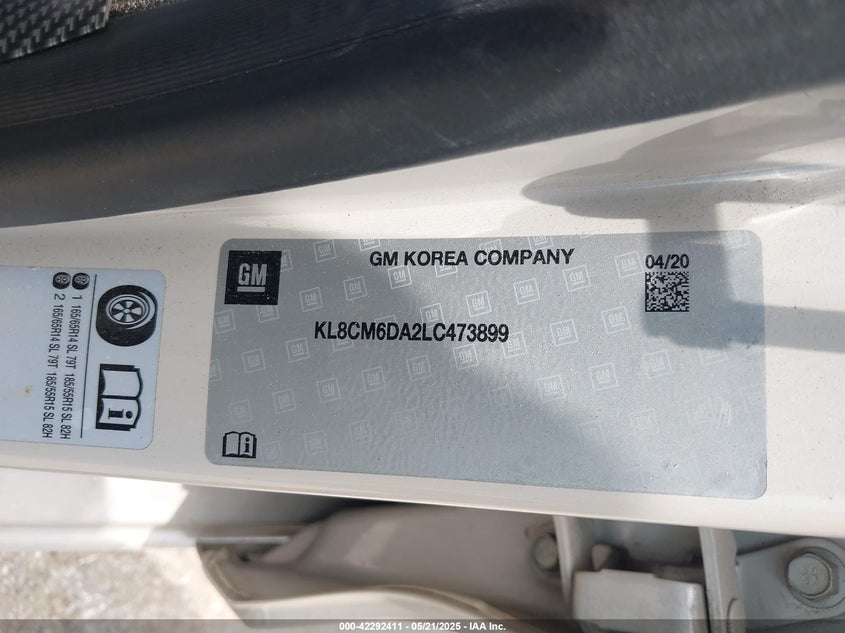 GM
GM KOREA COMPANY
04/20
KL8CM6DA2LC473899
1 165/65R14 SL 79T 185/55R15 SL 82H
2 165/65R14 SL 79T 185/55R15 SL 82H
000-42292411 - 05/21/2025 - IAA Inc.